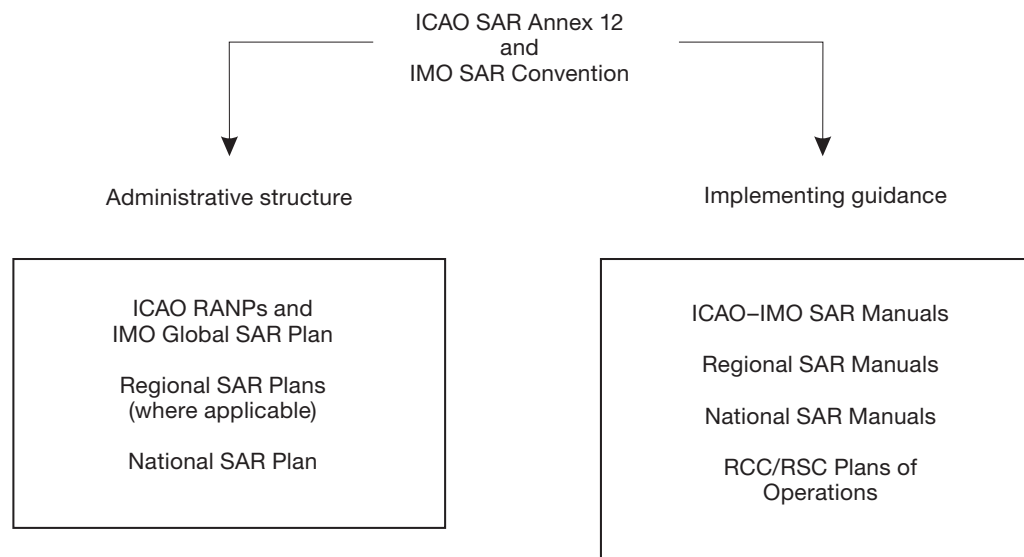 ICAO SAR Annex 12
and
IMO SAR Convention
Administrative structure
Implementing guidance
ICAO RANPs and
IMO Global SAR Plan
Regional SAR Plans
(where applicable)
National SAR Plan
ICAO–IMO SAR Manuals
Regional SAR Manuals
National SAR Manuals
RCC/RSC Plans of
Operations